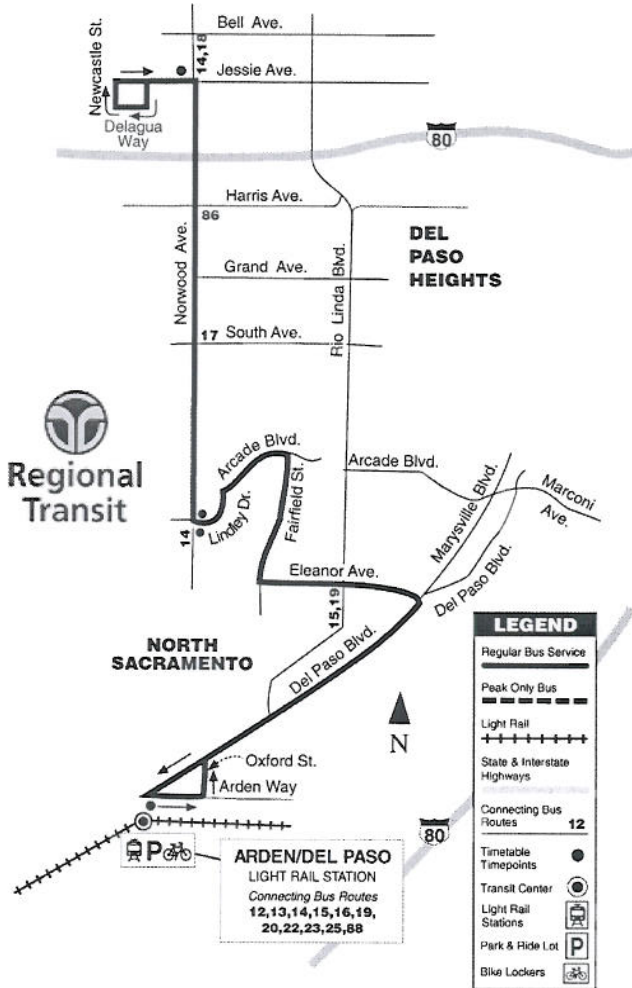 Bell Ave.
Newcastle St.
14,18
Jessie Ave.
Delagua
Way
80
Harris Ave.
86
DEL
PASO
HEIGHTS
Norwood Ave.
Grand Ave.
Rio Linda Blvd.
17 South Ave.
Regional
Transit
Arcade Blvd.
Arcade Blvd.
Lindley Dr.
Fairfield St.
Marysville Blvd.
Marconi
Ave.
14
Eleanor Ave.
Del Paso Blvd.
15,19
NORTH
SACRAMENTO
Del Paso Blvd.
N
Oxford St.
Arden Way
80
P
ARDEN/DEL PASO
LIGHT RAIL STATION
Connecting Bus Routes
12,13,14,15,16,19,
20,22,23,25,88
LEGEND
Regular Bus Service
Peak Only Bus
Light Rail
State & Interstate
Highways
Connecting Bus
Routes 12
Timetable
Timepoints
Transit Center
Light Rail
Stations
Park & Ride Lot P
Bike Lockers